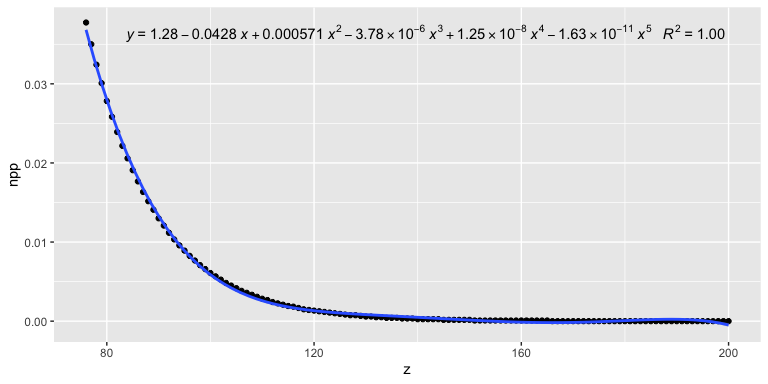 y = 1.28 − 0.0428 x + 0.000571 x² − 3.78 × 10⁻⁶ x³ + 1.25 × 10⁻⁸ x⁴ − 1.63 × 10⁻¹¹ x⁵ R² = 1.00
0.03
0.02
0.01
0.00
npp
80 120 160 200
z